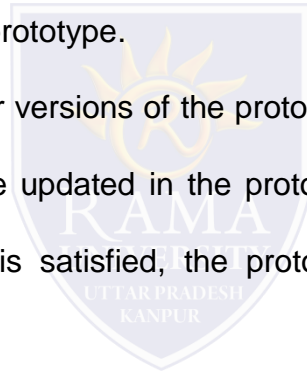 rototype.
r versions of the proto
e updated in the proto
is satisfied, the proto
RAMA
UNIVERSITY
UTTAR PRADESH
KANPUR